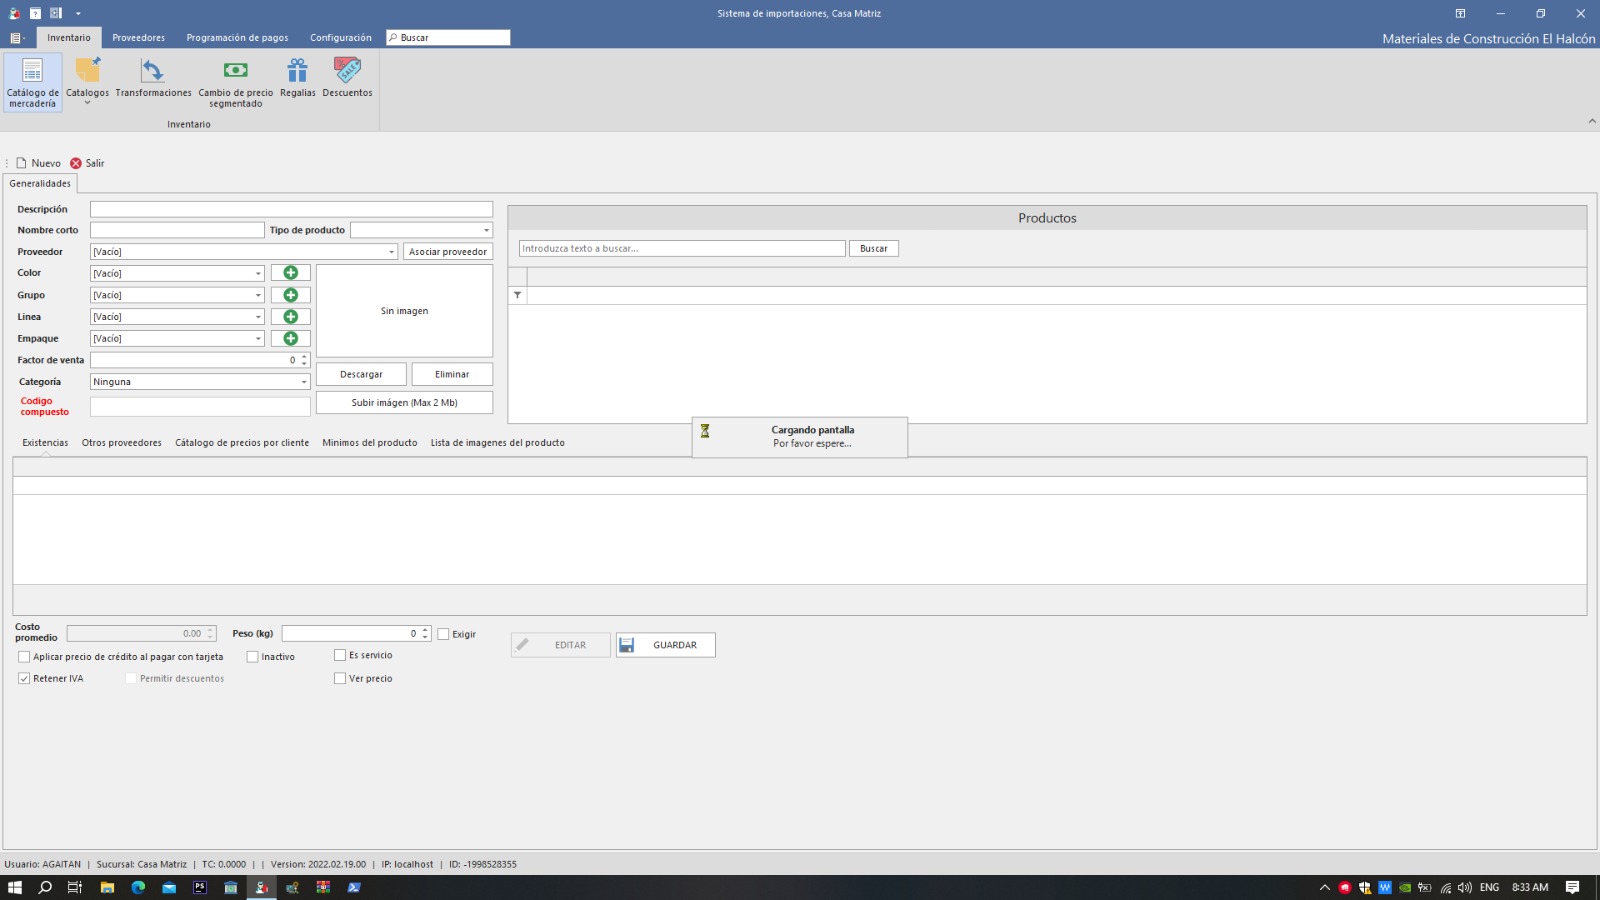 Sistema de importaciones, Casa Matriz
Inventario
Proveedores
Programación de pagos
Configuración
Buscar
Materiales de Construcción El Halcón
Catálogo de
mercadería
Catalogos
Transformaciones
Cambio de precio
segmentado
Regalias
Descuentos
Inventario
Nuevo
Salir
Generalidades
Descripción
Nombre corto
Tipo de producto
Proveedor
[Vacío]
Asociar proveedor
Color
[Vacío]
Grupo
[Vacío]
Linea
[Vacío]
Empaque
[Vacío]
Factor de venta
0
Categoría
Ninguna
Codigo
compuesto
Sin imagen
Descargar
Eliminar
Subir imágen (Max 2 Mb)
Productos
Introduzca texto a buscar...
Buscar
Cargando pantalla
Por favor espere...
Existencias
Otros proveedores
Cátalogo de precios por cliente
Minimos del producto
Lista de imagenes del producto
Costo
promedio
0.00
Peso (kg)
0
Exigir
EDITAR
GUARDAR
Aplicar precio de crédito al pagar con tarjeta
Inactivo
Es servicio
Retener IVA
Permitir descuentos
Ver precio
Usuario: AGAITAN | Sucursal: Casa Matriz | TC: 0.0000 | | Version: 2022.02.19.00 | IP: localhost | ID: -1998528355
PS
W
ENG
8:33 AM